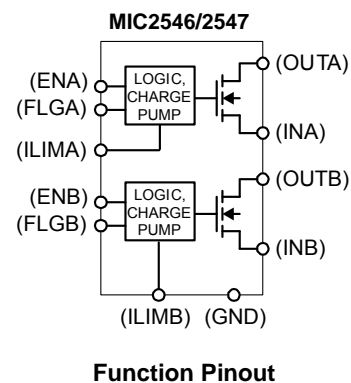 MIC2546/2547
(ENA)
(FLGA)
(ILIMA)
LOGIC,
CHARGE
PUMP
(OUTA)
(INA)
(ENB)
(FLGB)
LOGIC,
CHARGE
PUMP
(OUTB)
(INB)
(ILIMB) (GND)
Function Pinout